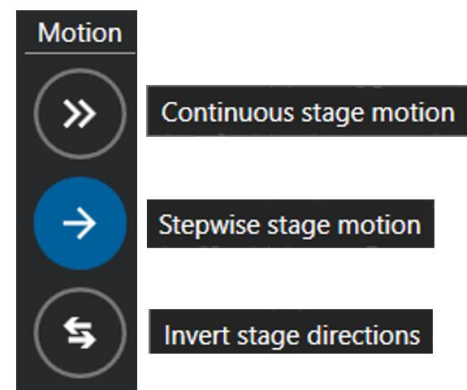 Motion
Continuous stage motion
Stepwise stage motion
Invert stage directions